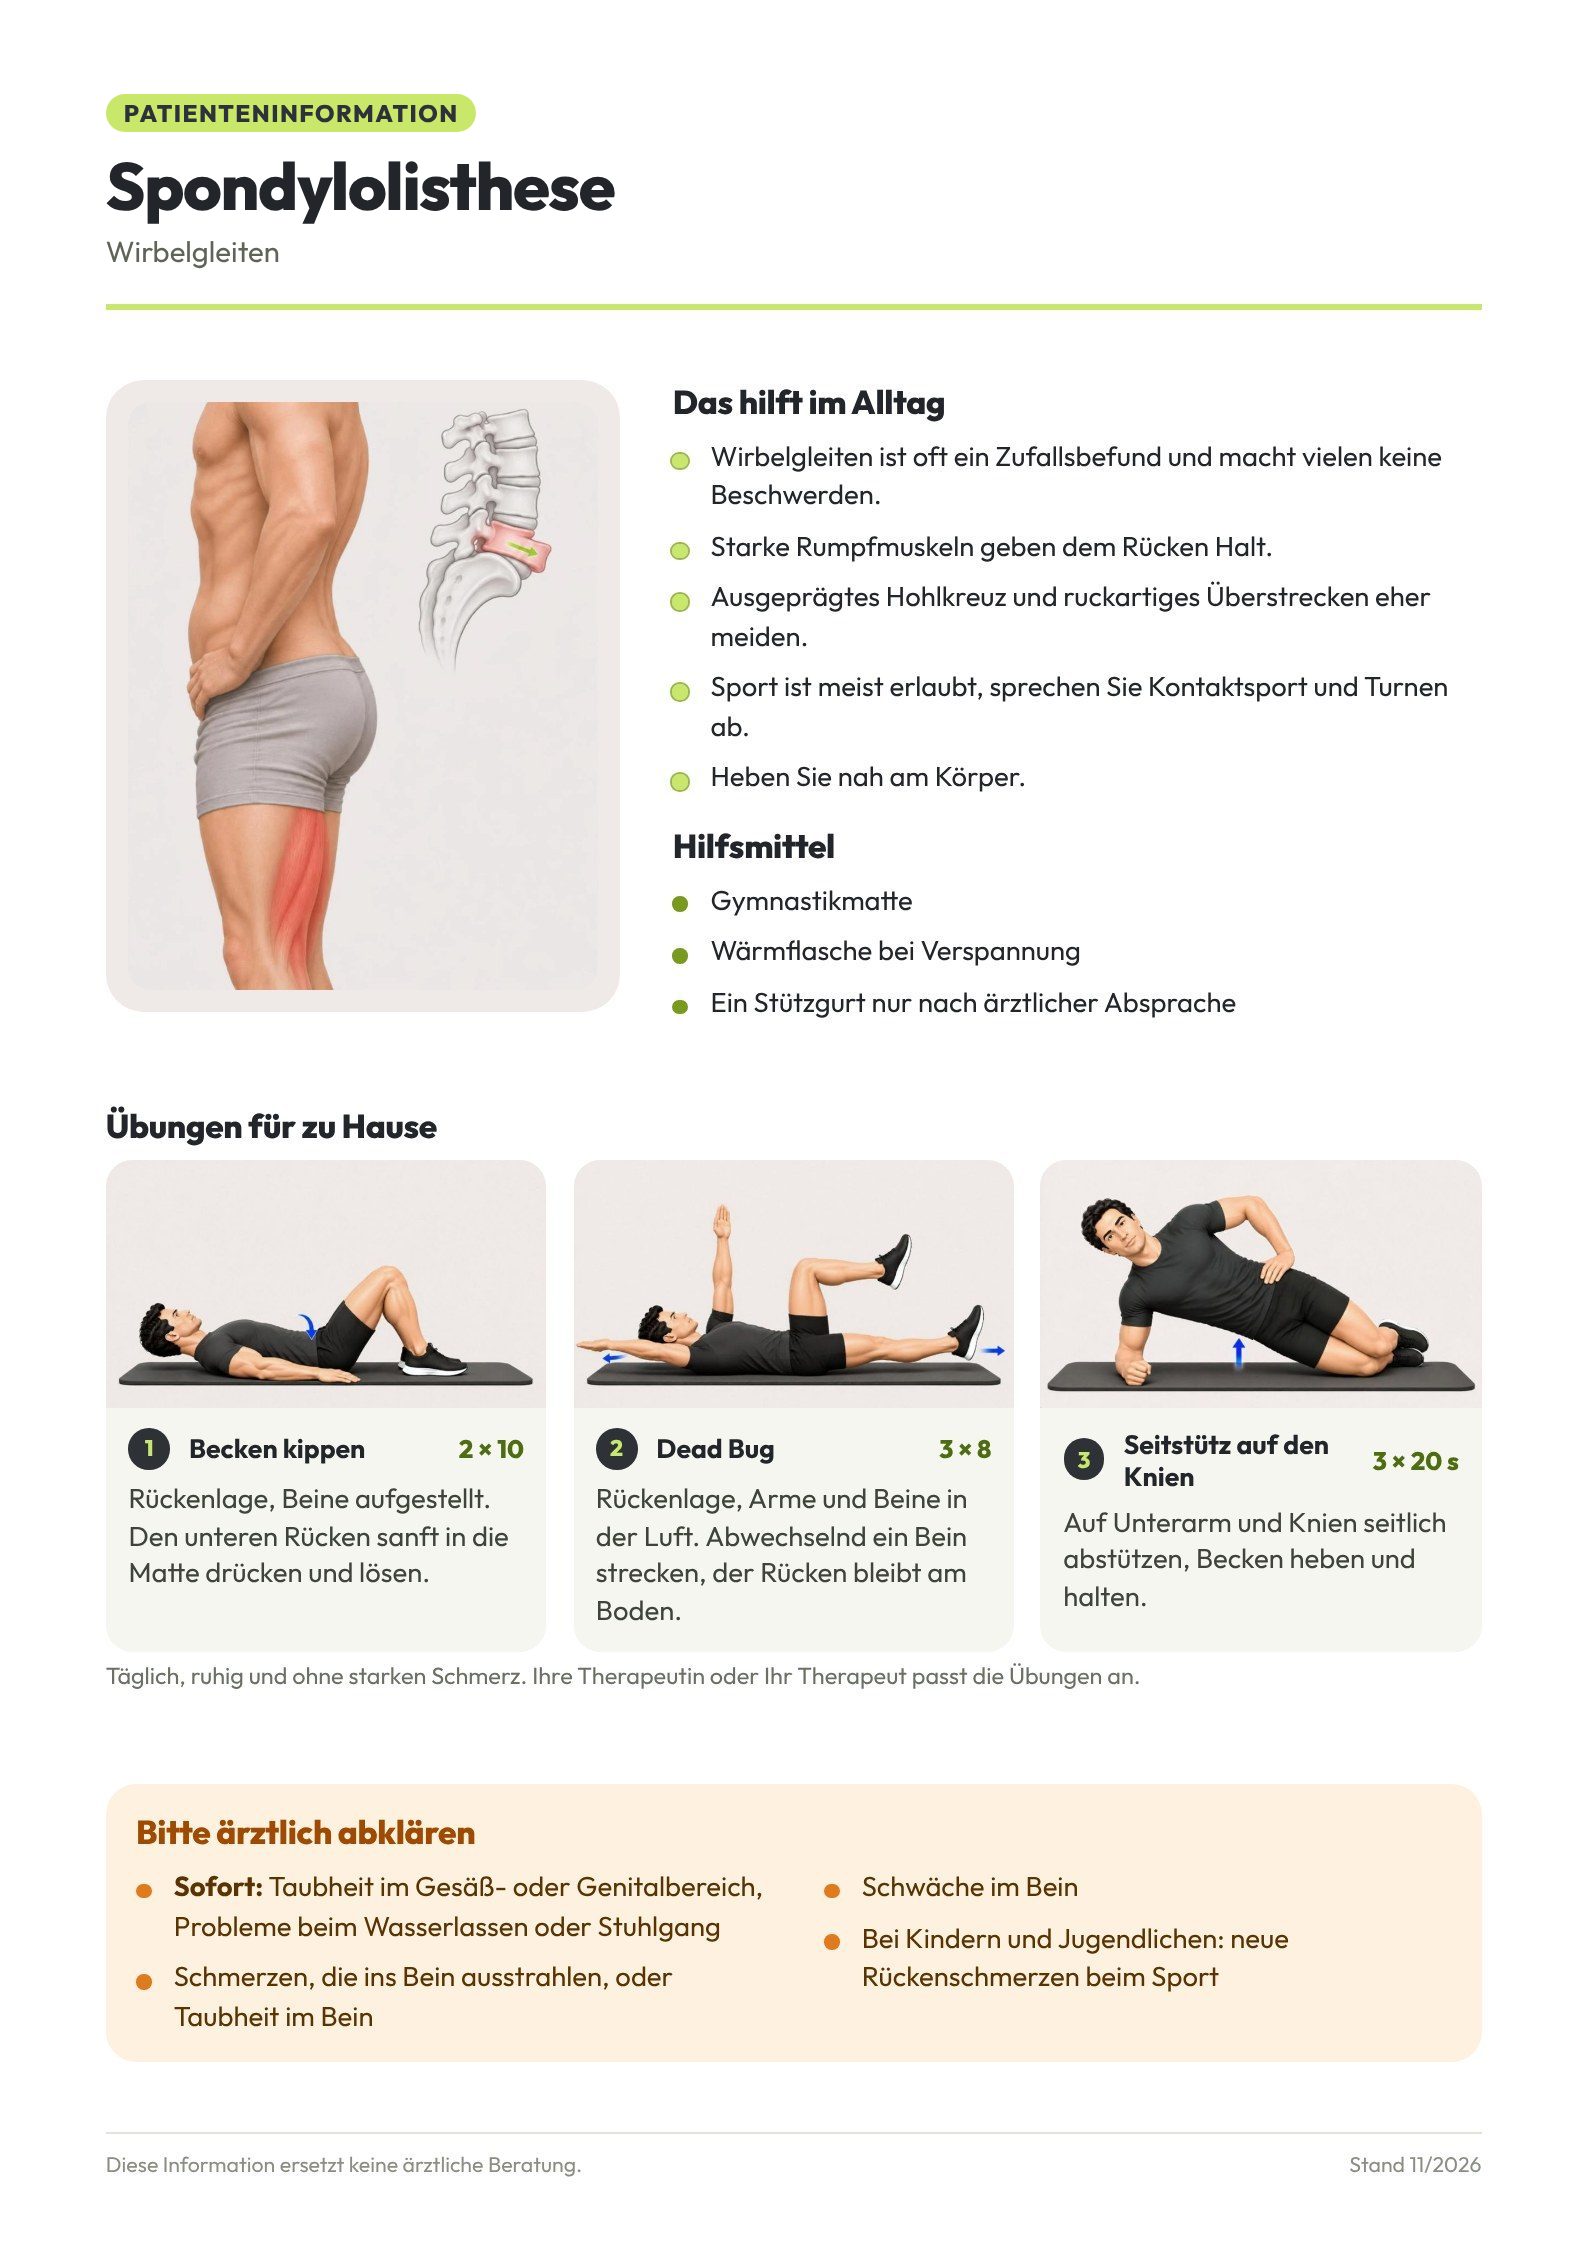 PATIENTENINFORMATION
Spondylolisthese
Wirbelgleiten
Das hilft im Alltag
Wirbelgleiten ist oft ein Zufallsbefund und macht vielen keine
Beschwerden.
Starke Rumpfmuskeln geben dem Rücken Halt.
Ausgeprägtes Hohlkreuz und ruckartiges Überstrecken eher
meiden.
Sport ist meist erlaubt, sprechen Sie Kontaktsport und Turnen
ab.
Heben Sie nah am Körper.
Hilfsmittel
Gymnastikmatte
Wärmflasche bei Verspannung
Ein Stützgurt nur nach ärztlicher Absprache
Übungen für zu Hause
1 Becken kippen 2 × 10
Rückenlage, Beine aufgestellt.
Den unteren Rücken sanft in die
Matte drücken und lösen.
2 Dead Bug 3 × 8
Rückenlage, Arme und Beine in
der Luft. Abwechselnd ein Bein
strecken, der Rücken bleibt am
Boden.
3 Seitstütz auf den
Knien 3 × 20 s
Auf Unterarm und Knien seitlich
abstützen, Becken heben und
halten.
Täglich, ruhig und ohne starken Schmerz. Ihre Therapeutin oder Ihr Therapeut passt die Übungen an.
Bitte ärztlich abklären
Sofort: Taubheit im Gesäß- oder Genitalbereich,
Probleme beim Wasserlassen oder Stuhlgang
Schmerzen, die ins Bein ausstrahlen, oder
Taubheit im Bein
Schwäche im Bein
Bei Kindern und Jugendlichen: neue
Rückenschmerzen beim Sport
Diese Information ersetzt keine ärztliche Beratung.
Stand 11/2026